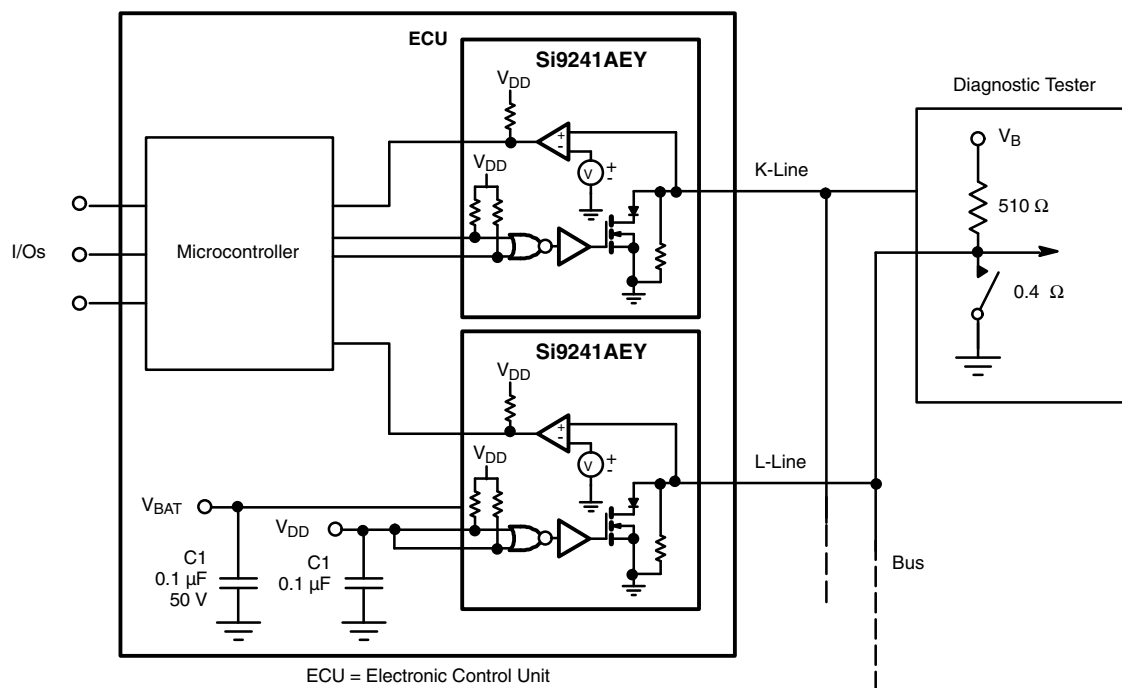 ECU
Si9241AEY
VDD
+
-
V
+
-
VDD
Diagnostic Tester
VB
510 Ω
0.4 Ω
K-Line
I/Os
Microcontroller
Si9241AEY
VDD
+
-
V
+
-
VDD
L-Line
VBAT
VDD
C1
0.1 µF
50 V
C1
0.1 µF
Bus
ECU = Electronic Control Unit